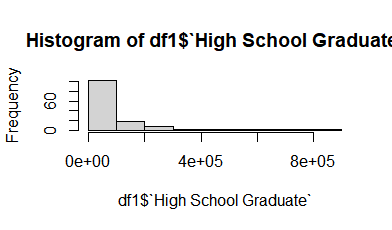 Histogram of df1$`High School Graduate
Frequency
60
0
0e+00 4e+05 8e+05
df1$`High School Graduate`